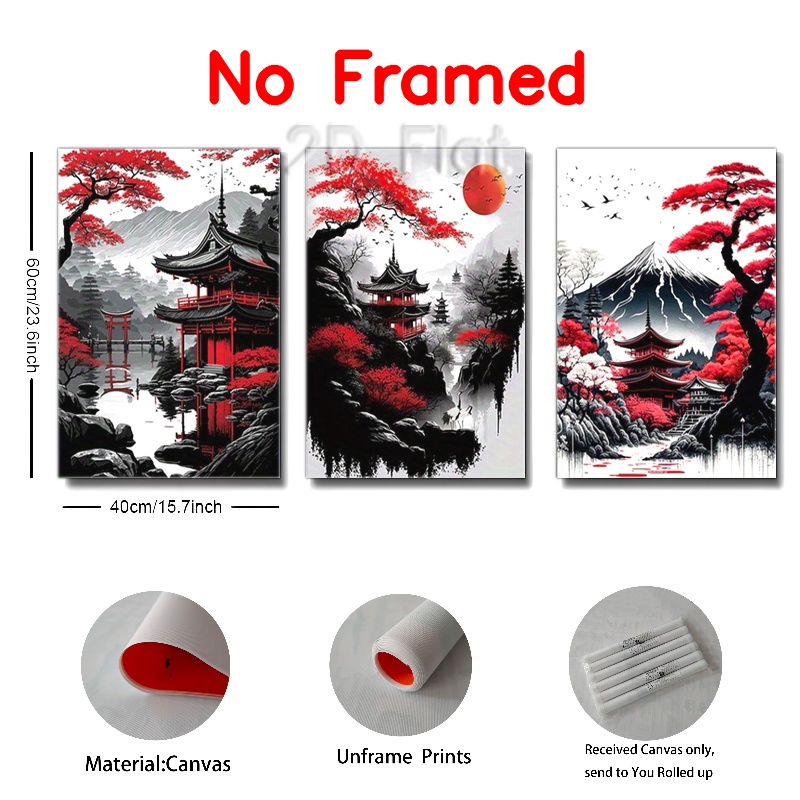 No Framed
2D Flat
60cm/23.6inch
40cm/15.7inch
Material:Canvas
Unframe Prints
Received Canvas only,
send to You Rolled up